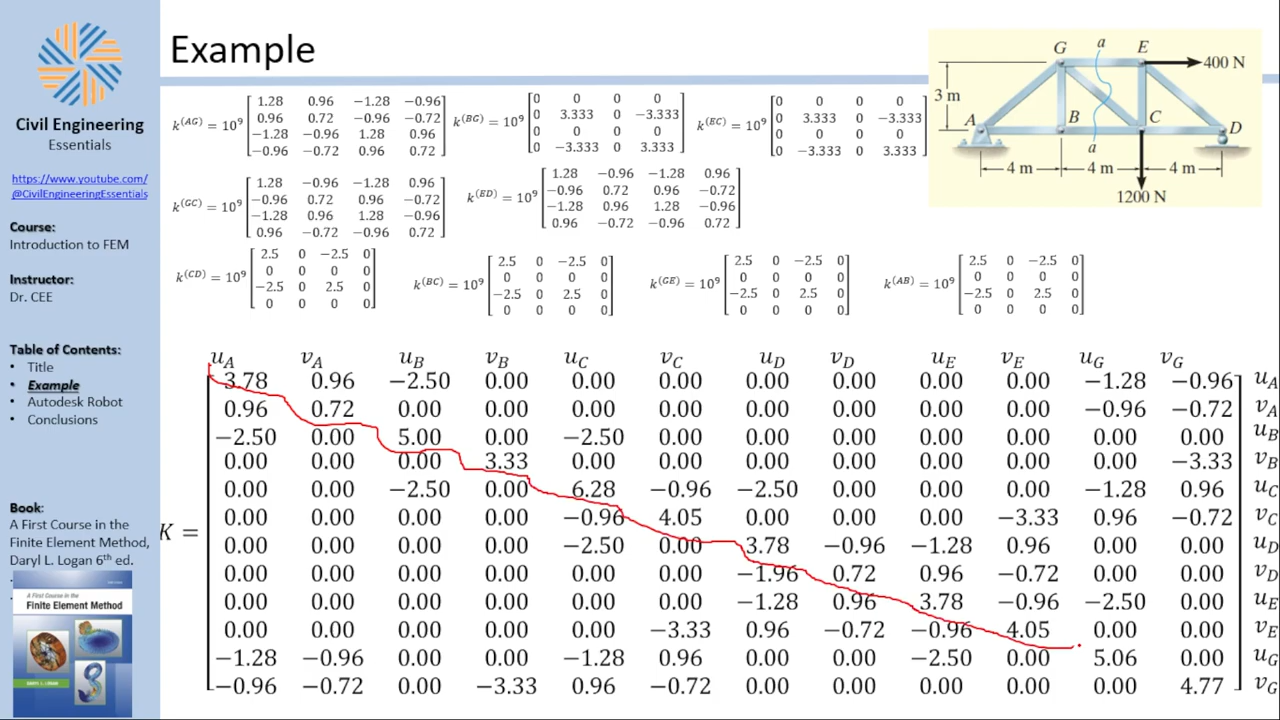 Civil Engineering
Essentials
https://www.youtube.com/
@CivilEngineeringEssentials
Course:
Introduction to FEM
Instructor:
Dr. CEE
Table of Contents:
• Title
• Example
• Autodesk Robot
• Conclusions
Book:
A First Course in the
Finite Element Method,
Daryl L. Logan 6th ed.
A First Course in the
Finite Element Method
Example
G a E
400 N
3 m
A B C D
a
4 m 4 m 4 m
1200 N
k^(AG) = 10^9
1.28 0.96 −1.28 −0.96
0.96 0.72 −0.96 −0.72
−1.28 −0.96 1.28 0.96
−0.96 −0.72 0.96 0.72
k^(BG) = 10^9
0 0 0 0
0 3.333 0 −3.333
0 0 0 0
0 −3.333 0 3.333
k^(EC) = 10^9
0 0 0 0
0 3.333 0 −3.333
0 0 0 0
0 −3.333 0 3.333
k^(GC) = 10^9
1.28 −0.96 −1.28 0.96
−0.96 0.72 0.96 −0.72
−1.28 0.96 1.28 −0.96
0.96 −0.72 −0.96 0.72
k^(ED) = 10^9
1.28 −0.96 −1.28 0.96
−0.96 0.72 0.96 −0.72
−1.28 0.96 1.28 −0.96
0.96 −0.72 −0.96 0.72
k^(CD) = 10^9
2.5 0 −2.5 0
0 0 0 0
−2.5 0 2.5 0
0 0 0 0
k^(BC) = 10^9
2.5 0 −2.5 0
0 0 0 0
−2.5 0 2.5 0
0 0 0 0
k^(GE) = 10^9
2.5 0 −2.5 0
0 0 0 0
−2.5 0 2.5 0
0 0 0 0
k^(AB) = 10^9
2.5 0 −2.5 0
0 0 0 0
−2.5 0 2.5 0
0 0 0 0
u_A v_A u_B v_B u_C v_C u_D v_D u_E v_E u_G v_G
3.78 0.96 −2.50 0.00 0.00 0.00 0.00 0.00 0.00 0.00 −1.28 −0.96 u_A
0.96 0.72 0.00 0.00 0.00 0.00 0.00 0.00 0.00 0.00 −0.96 −0.72 v_A
−2.50 0.00 5.00 0.00 −2.50 0.00 0.00 0.00 0.00 0.00 0.00 0.00 u_B
0.00 0.00 0.00 3.33 0.00 0.00 0.00 0.00 0.00 0.00 0.00 −3.33 v_B
0.00 0.00 −2.50 0.00 6.28 −0.96 −2.50 0.00 0.00 0.00 −1.28 0.96 u_C
K = 0.00 0.00 0.00 0.00 −0.96 4.05 0.00 0.00 0.00 −3.33 0.96 −0.72 v_C
0.00 0.00 0.00 0.00 −2.50 0.00 3.78 −0.96 −1.28 0.96 0.00 0.00 u_D
0.00 0.00 0.00 0.00 0.00 0.00 −1.96 0.72 0.96 −0.72 0.00 0.00 v_D
0.00 0.00 0.00 0.00 0.00 0.00 −1.28 0.96 3.78 −0.96 −2.50 0.00 u_E
0.00 0.00 0.00 0.00 0.00 −3.33 0.96 −0.72 −0.96 4.05 0.00 0.00 v_E
−1.28 −0.96 0.00 0.00 −1.28 0.96 0.00 0.00 −2.50 0.00 5.06 0.00 u_G
−0.96 −0.72 0.00 −3.33 0.96 −0.72 0.00 0.00 0.00 0.00 0.00 4.77 v_G